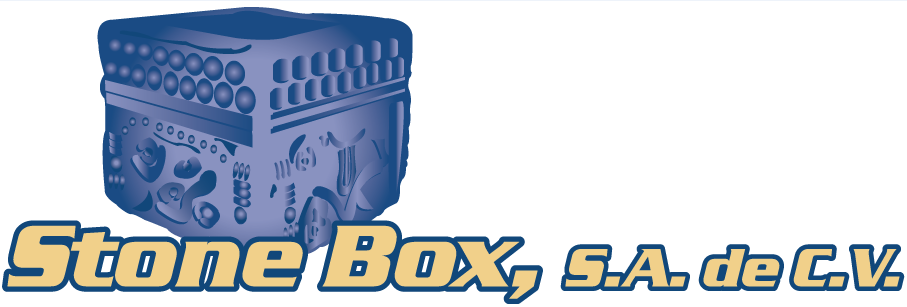 Stone Box, S.A. de C.V.